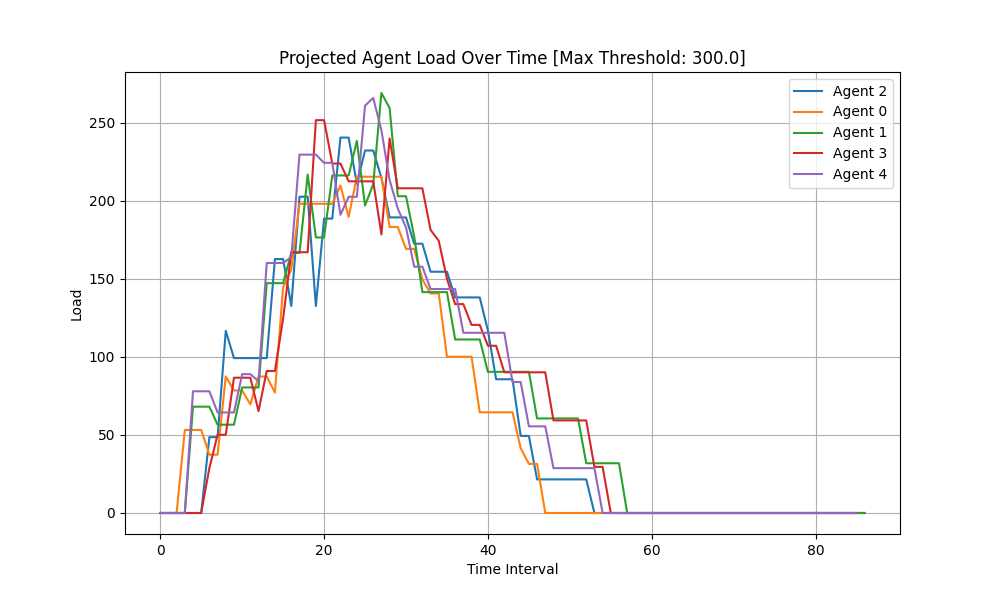 Projected Agent Load Over Time [Max Threshold: 300.0]
Load
250
200
150
100
50
0
0 20 40 60 80
Time Interval
Agent 2
Agent 0
Agent 1
Agent 3
Agent 4